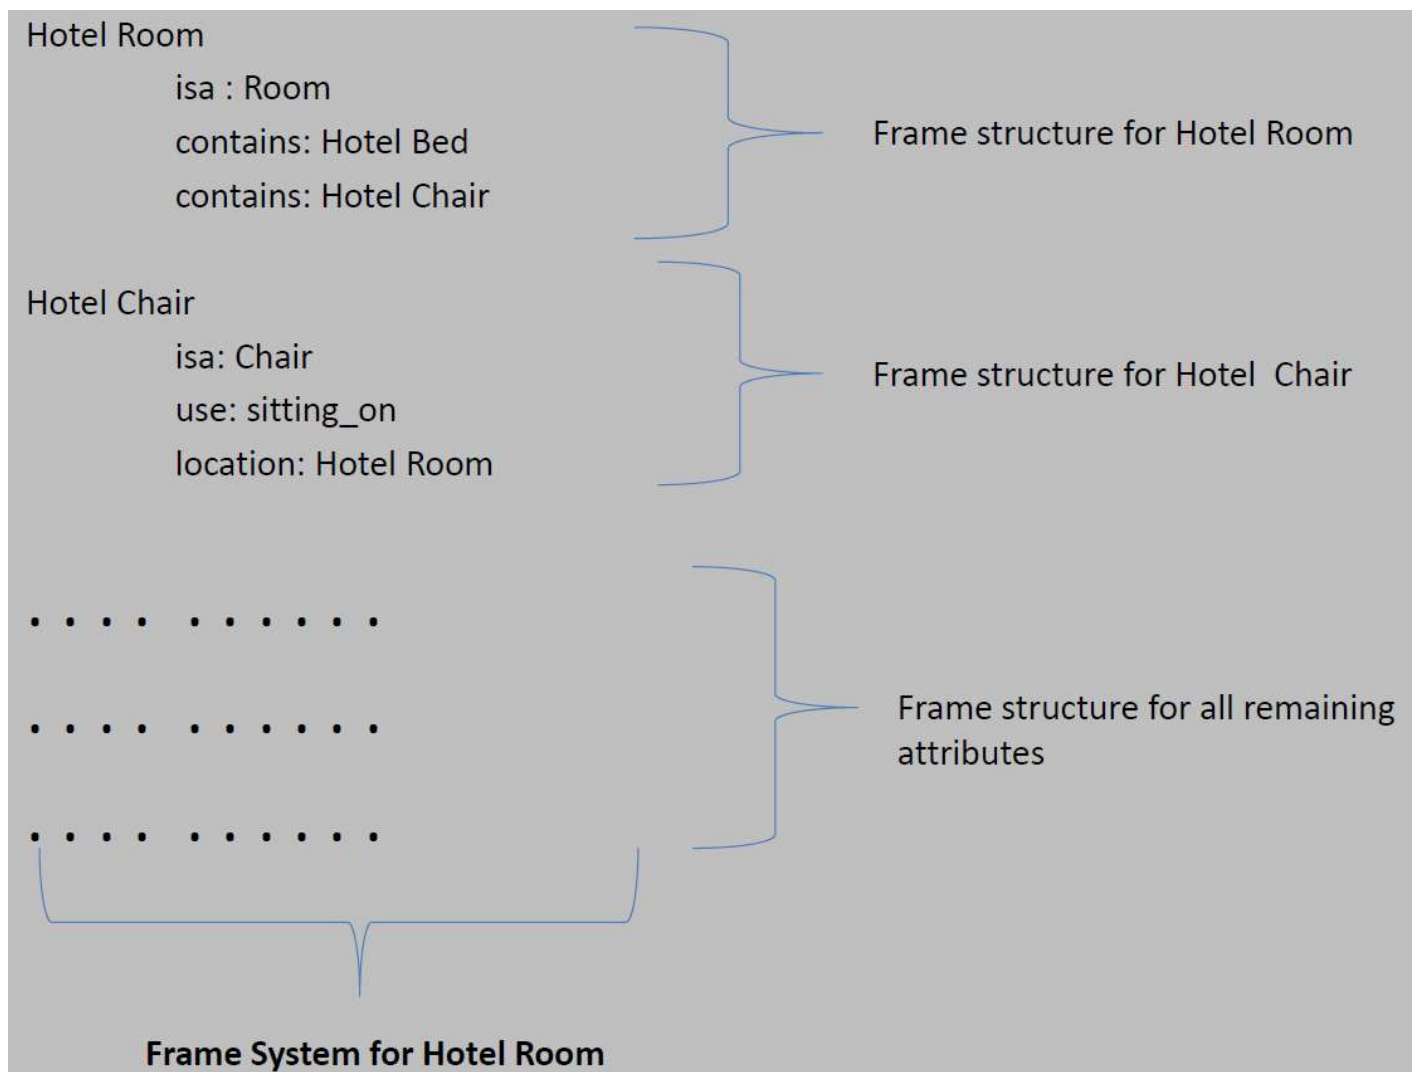 Hotel Room
isa : Room
contains: Hotel Bed
contains: Hotel Chair
Frame structure for Hotel Room
Hotel Chair
isa: Chair
use: sitting_on
location: Hotel Room
Frame structure for Hotel  Chair
. . . .  . . . . . .
. . . .  . . . . . .
. . . .  . . . . . .
Frame structure for all remaining
attributes
Frame System for Hotel Room